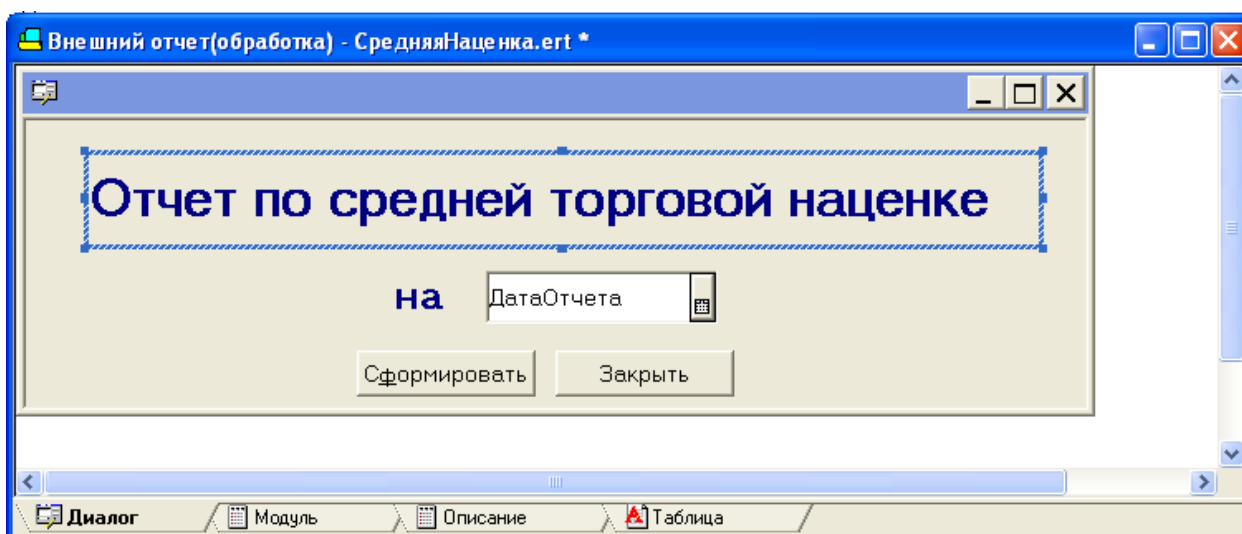 Внешний отчет(обработка) - СредняяНаценка.ert *
Отчет по средней торговой наценке
на ДатаОтчета
Сформировать Закрыть
Диалог Модуль Описание Таблица